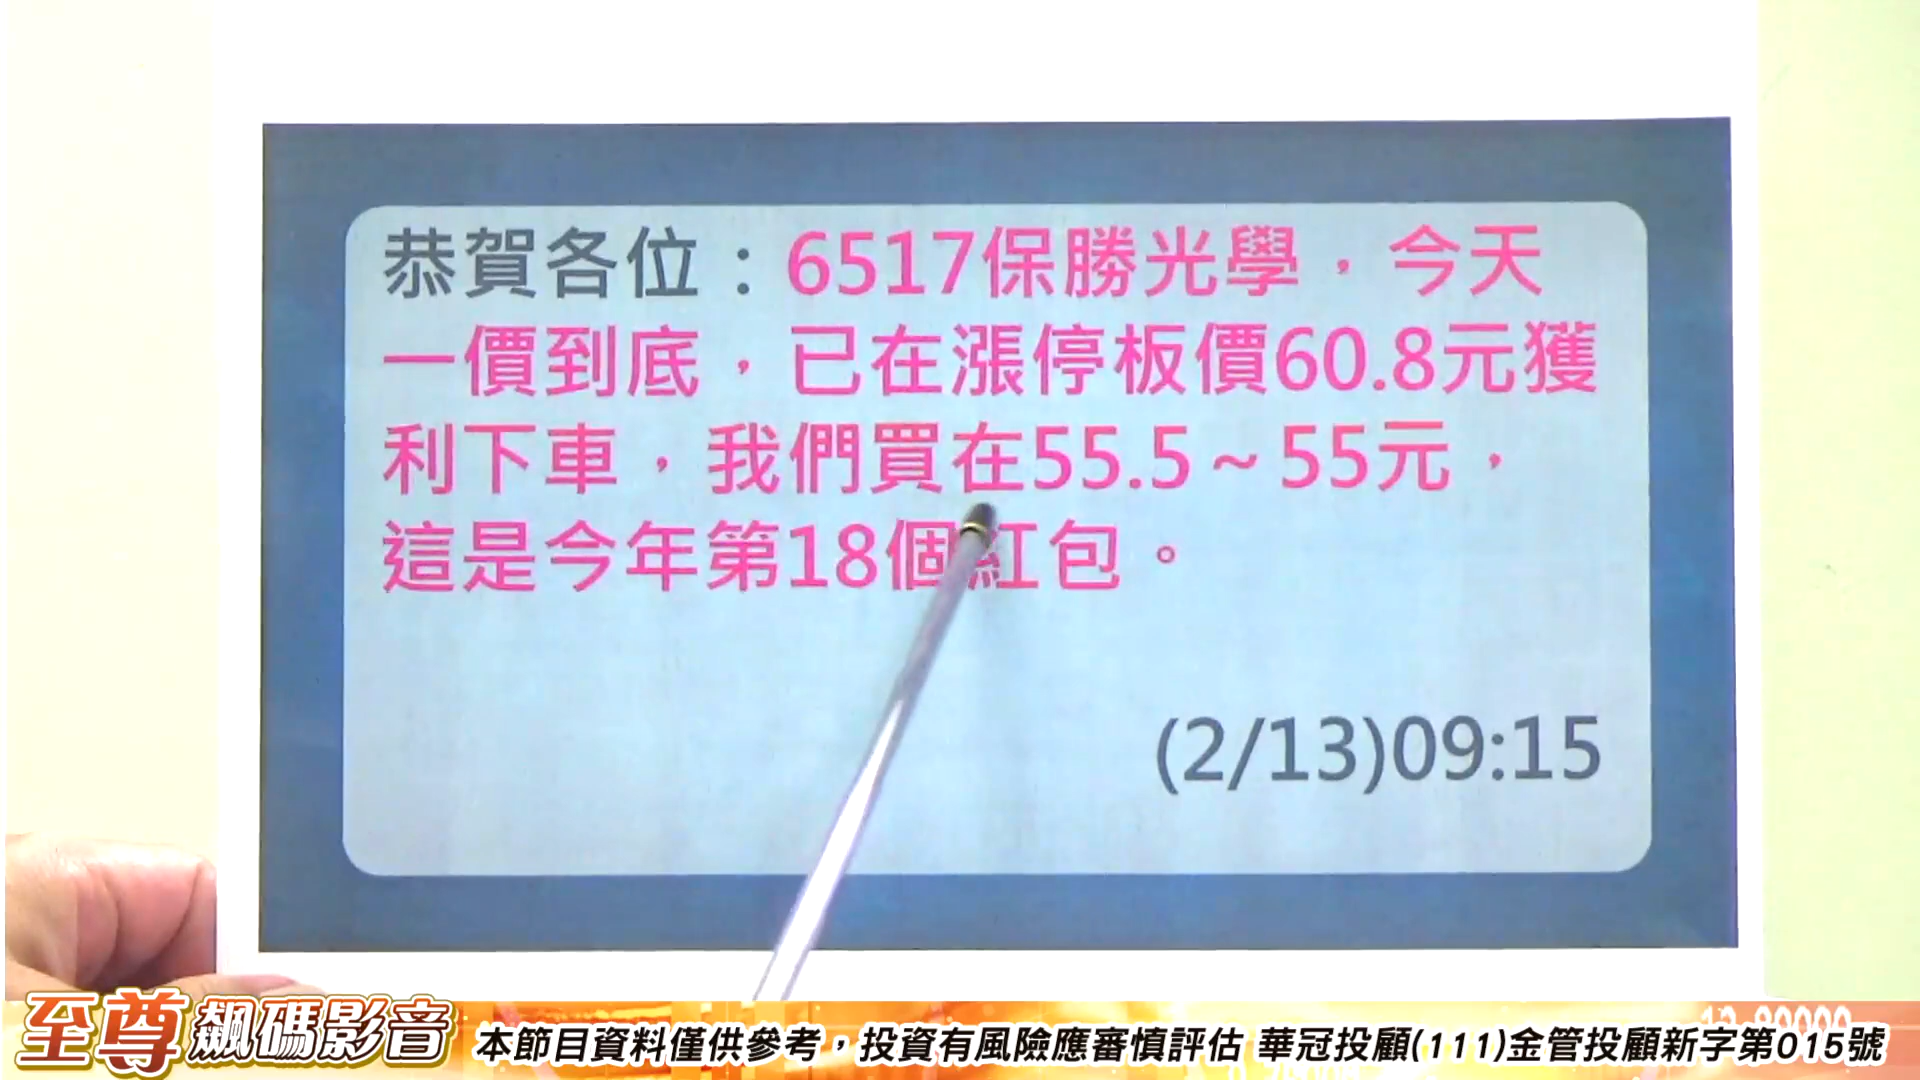 恭賀各位：6517保勝光學，今天
一價到底，已在漲停板價60.8元獲
利下車，我們買在55.5～55元，
這是今年第18個紅包。
(2/13)09:15
至尊飆碼影音 本節目資料僅供參考，投資有風險應審慎評估 華冠投顧(111)金管投顧新字第015號